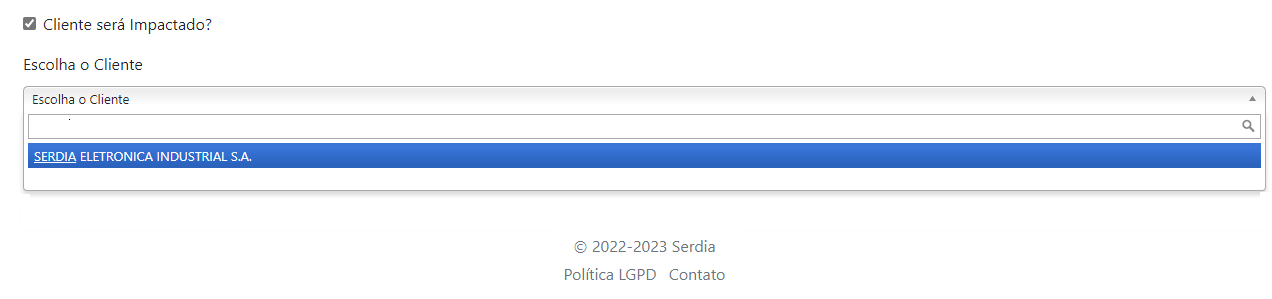 Cliente será Impactado?
Escolha o Cliente
Escolha o Cliente
SERDIA ELETRONICA INDUSTRIAL S.A.
© 2022-2023 Serdia
Política LGPD Contato